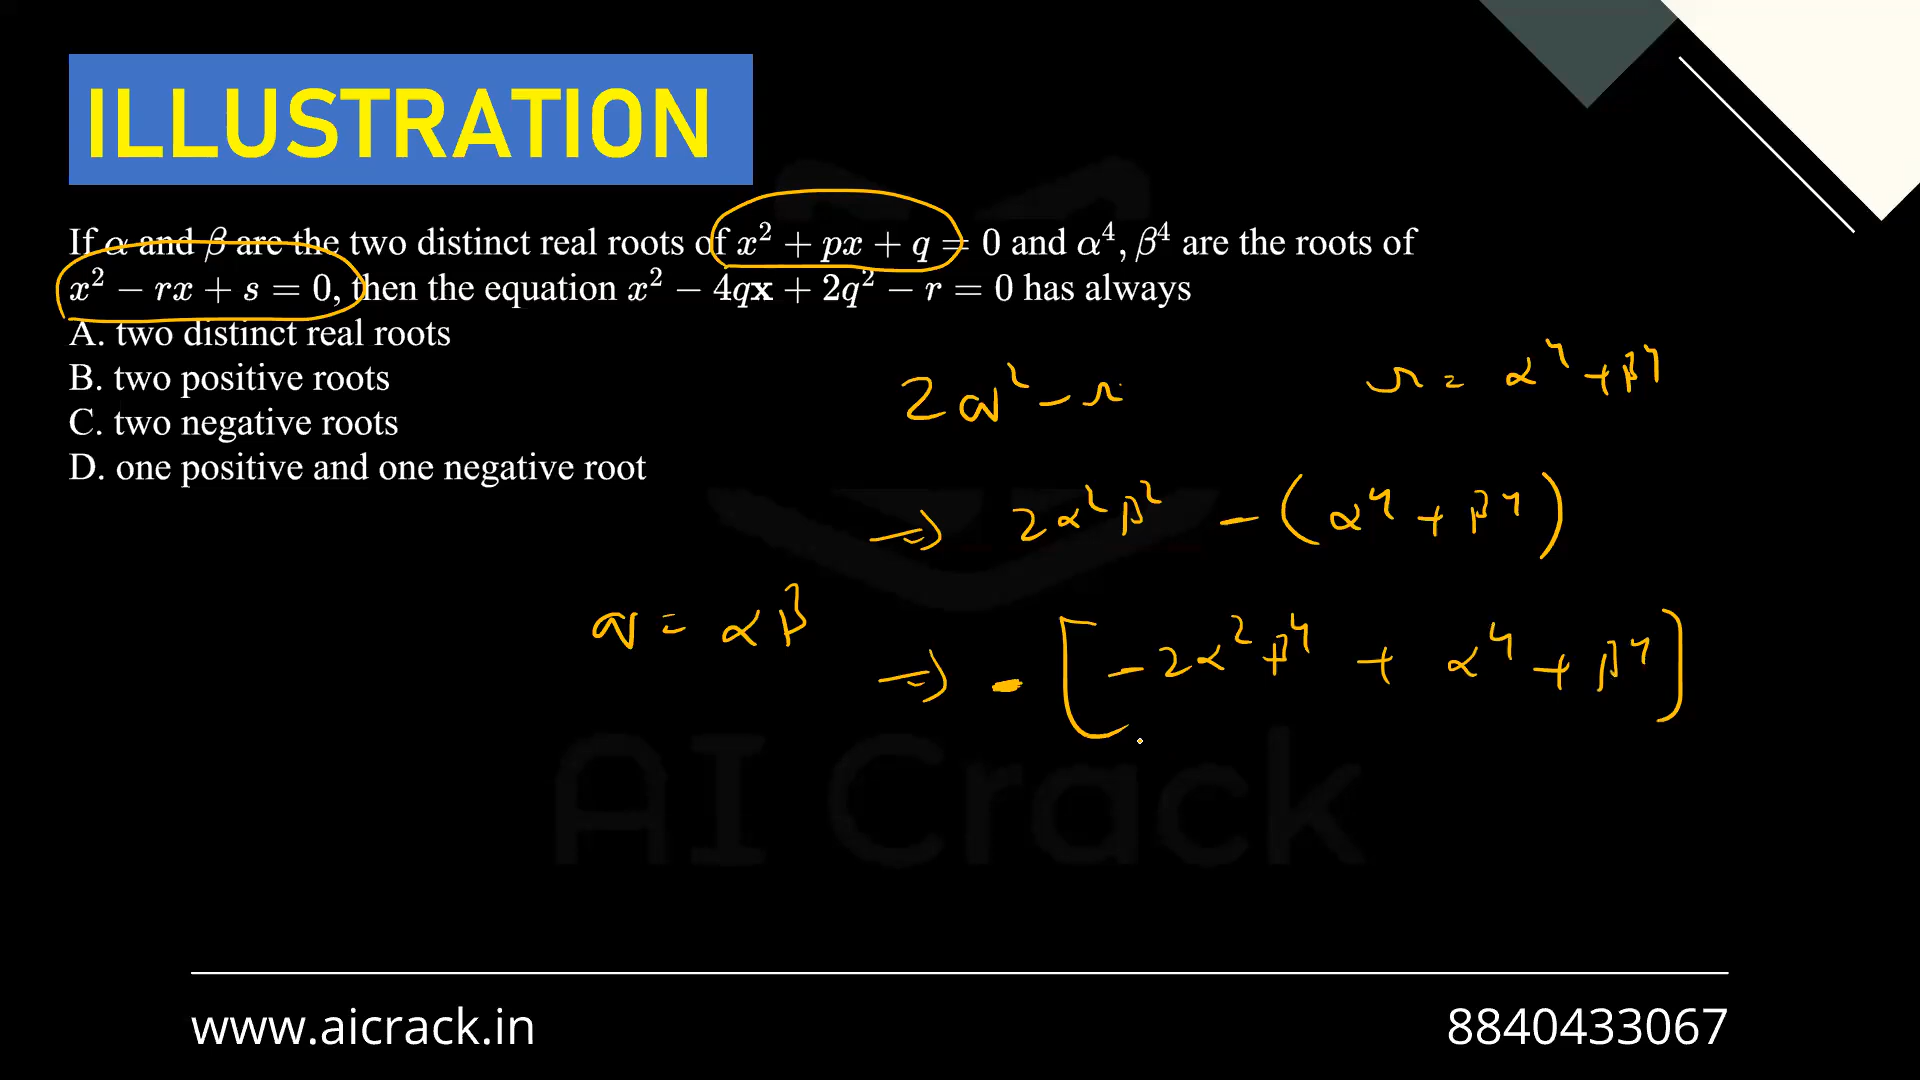 ILLUSTRATION
If α and β are the two distinct real roots of x² + px + q = 0 and α⁴, β⁴ are the roots of
x² − rx + s = 0, then the equation x² − 4qx + 2q² − r = 0 has always
A. two distinct real roots
B. two positive roots
C. two negative roots
D. one positive and one negative root
2q² − r
r = α⁴ + β⁴
⇒ 2α²β² − (α⁴ + β⁴)
q = αβ
⇒ − [−2α²β⁴ + α⁴ + β⁴]
AI Crack
www.aicrack.in
8840433067